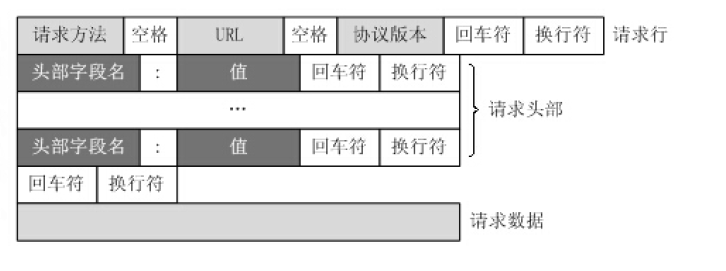 请求方法 空格 URL 空格 协议版本 回车符 换行符 请求行
头部字段名 : 值 回车符 换行符
... 请求头部
头部字段名 : 值 回车符 换行符
回车符 换行符
请求数据